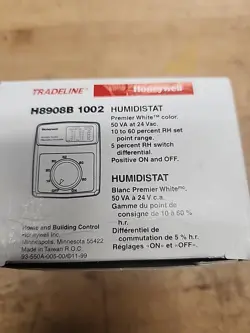 TRADELINE®
Honeywell
H8908B 1002
HUMIDISTAT
Premier White™ color.
50 VA at 24 Vac.
10 to 60 percent RH set
point range.
5 percent RH switch
differential.
Positive ON and OFF.
HUMIDISTAT
Blanc Premier White™.
50 VA à 24 V c.a.
Gamme du point de
consigne de 10 à 60 %
h.r.
Différentiel de
commutation de 5 % h.r.
Réglages «ON» et «OFF».
Home and Building Control
Honeywell Inc.
Minneapolis, Minnesota 55422
Made in Taiwan R.O.C.